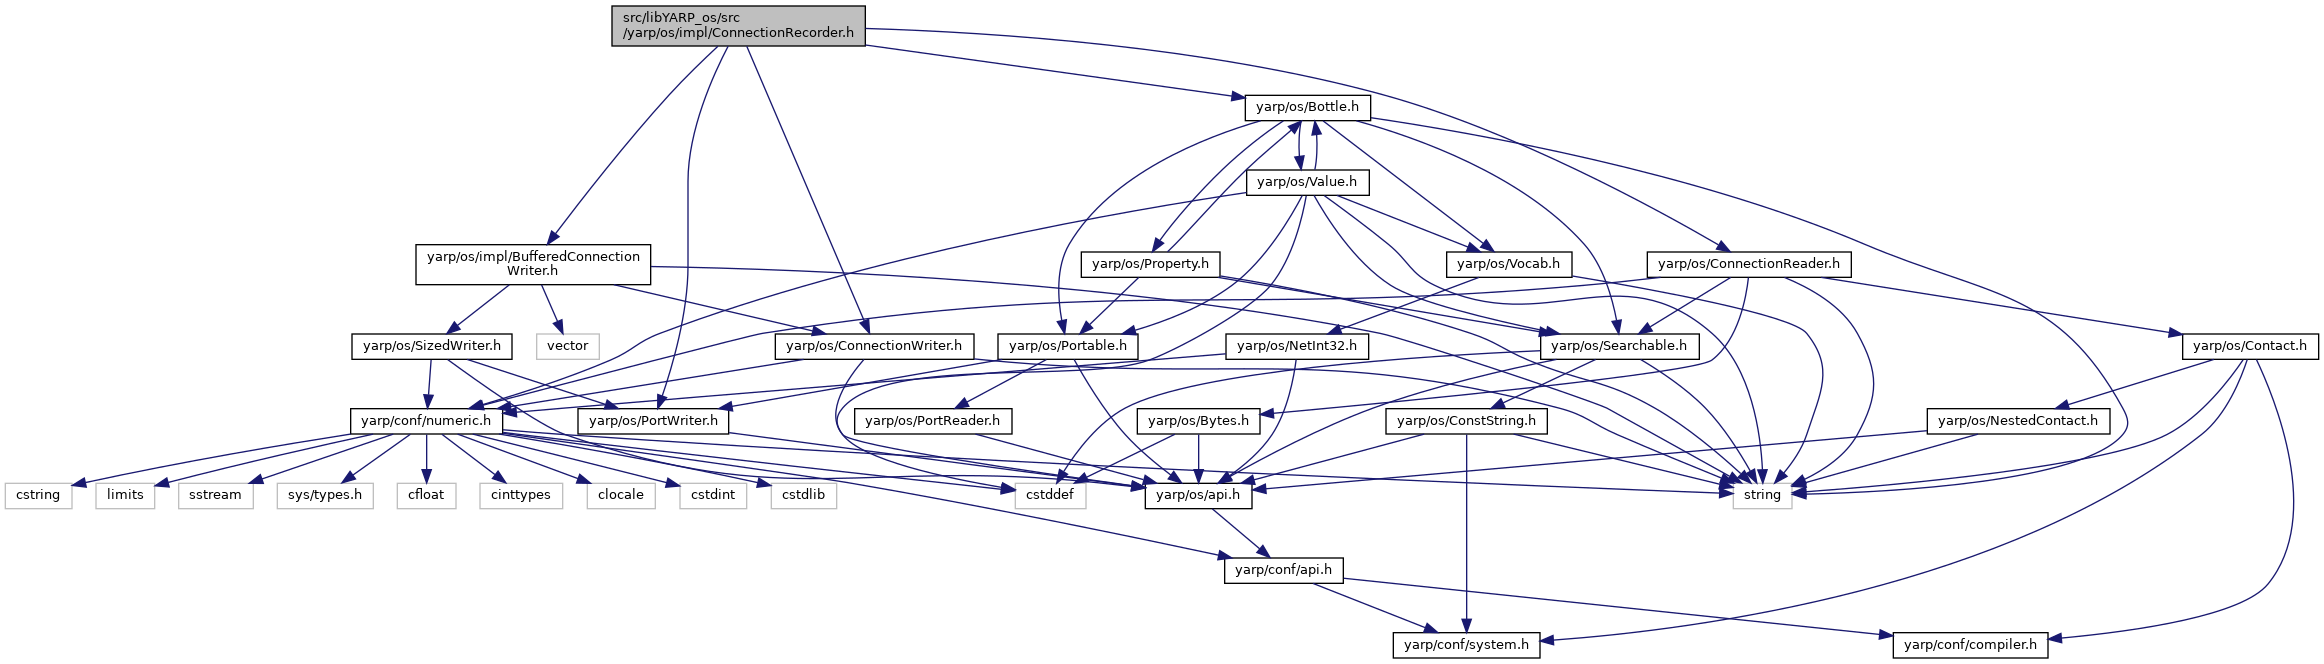 src/libYARP_os/src
/yarp/os/impl/ConnectionRecorder.h
yarp/os/Bottle.h
yarp/os/Value.h
yarp/os/impl/BufferedConnection
Writer.h
yarp/os/Property.h
yarp/os/Vocab.h
yarp/os/ConnectionReader.h
yarp/os/SizedWriter.h
vector
yarp/os/ConnectionWriter.h
yarp/os/Portable.h
yarp/os/NetInt32.h
yarp/os/Searchable.h
yarp/os/Contact.h
yarp/conf/numeric.h
yarp/os/PortWriter.h
yarp/os/PortReader.h
yarp/os/Bytes.h
yarp/os/ConstString.h
yarp/os/NestedContact.h
cstring
limits
sstream
sys/types.h
cfloat
cinttypes
clocale
cstdint
cstdlib
cstddef
yarp/os/api.h
string
yarp/conf/api.h
yarp/conf/system.h
yarp/conf/compiler.h